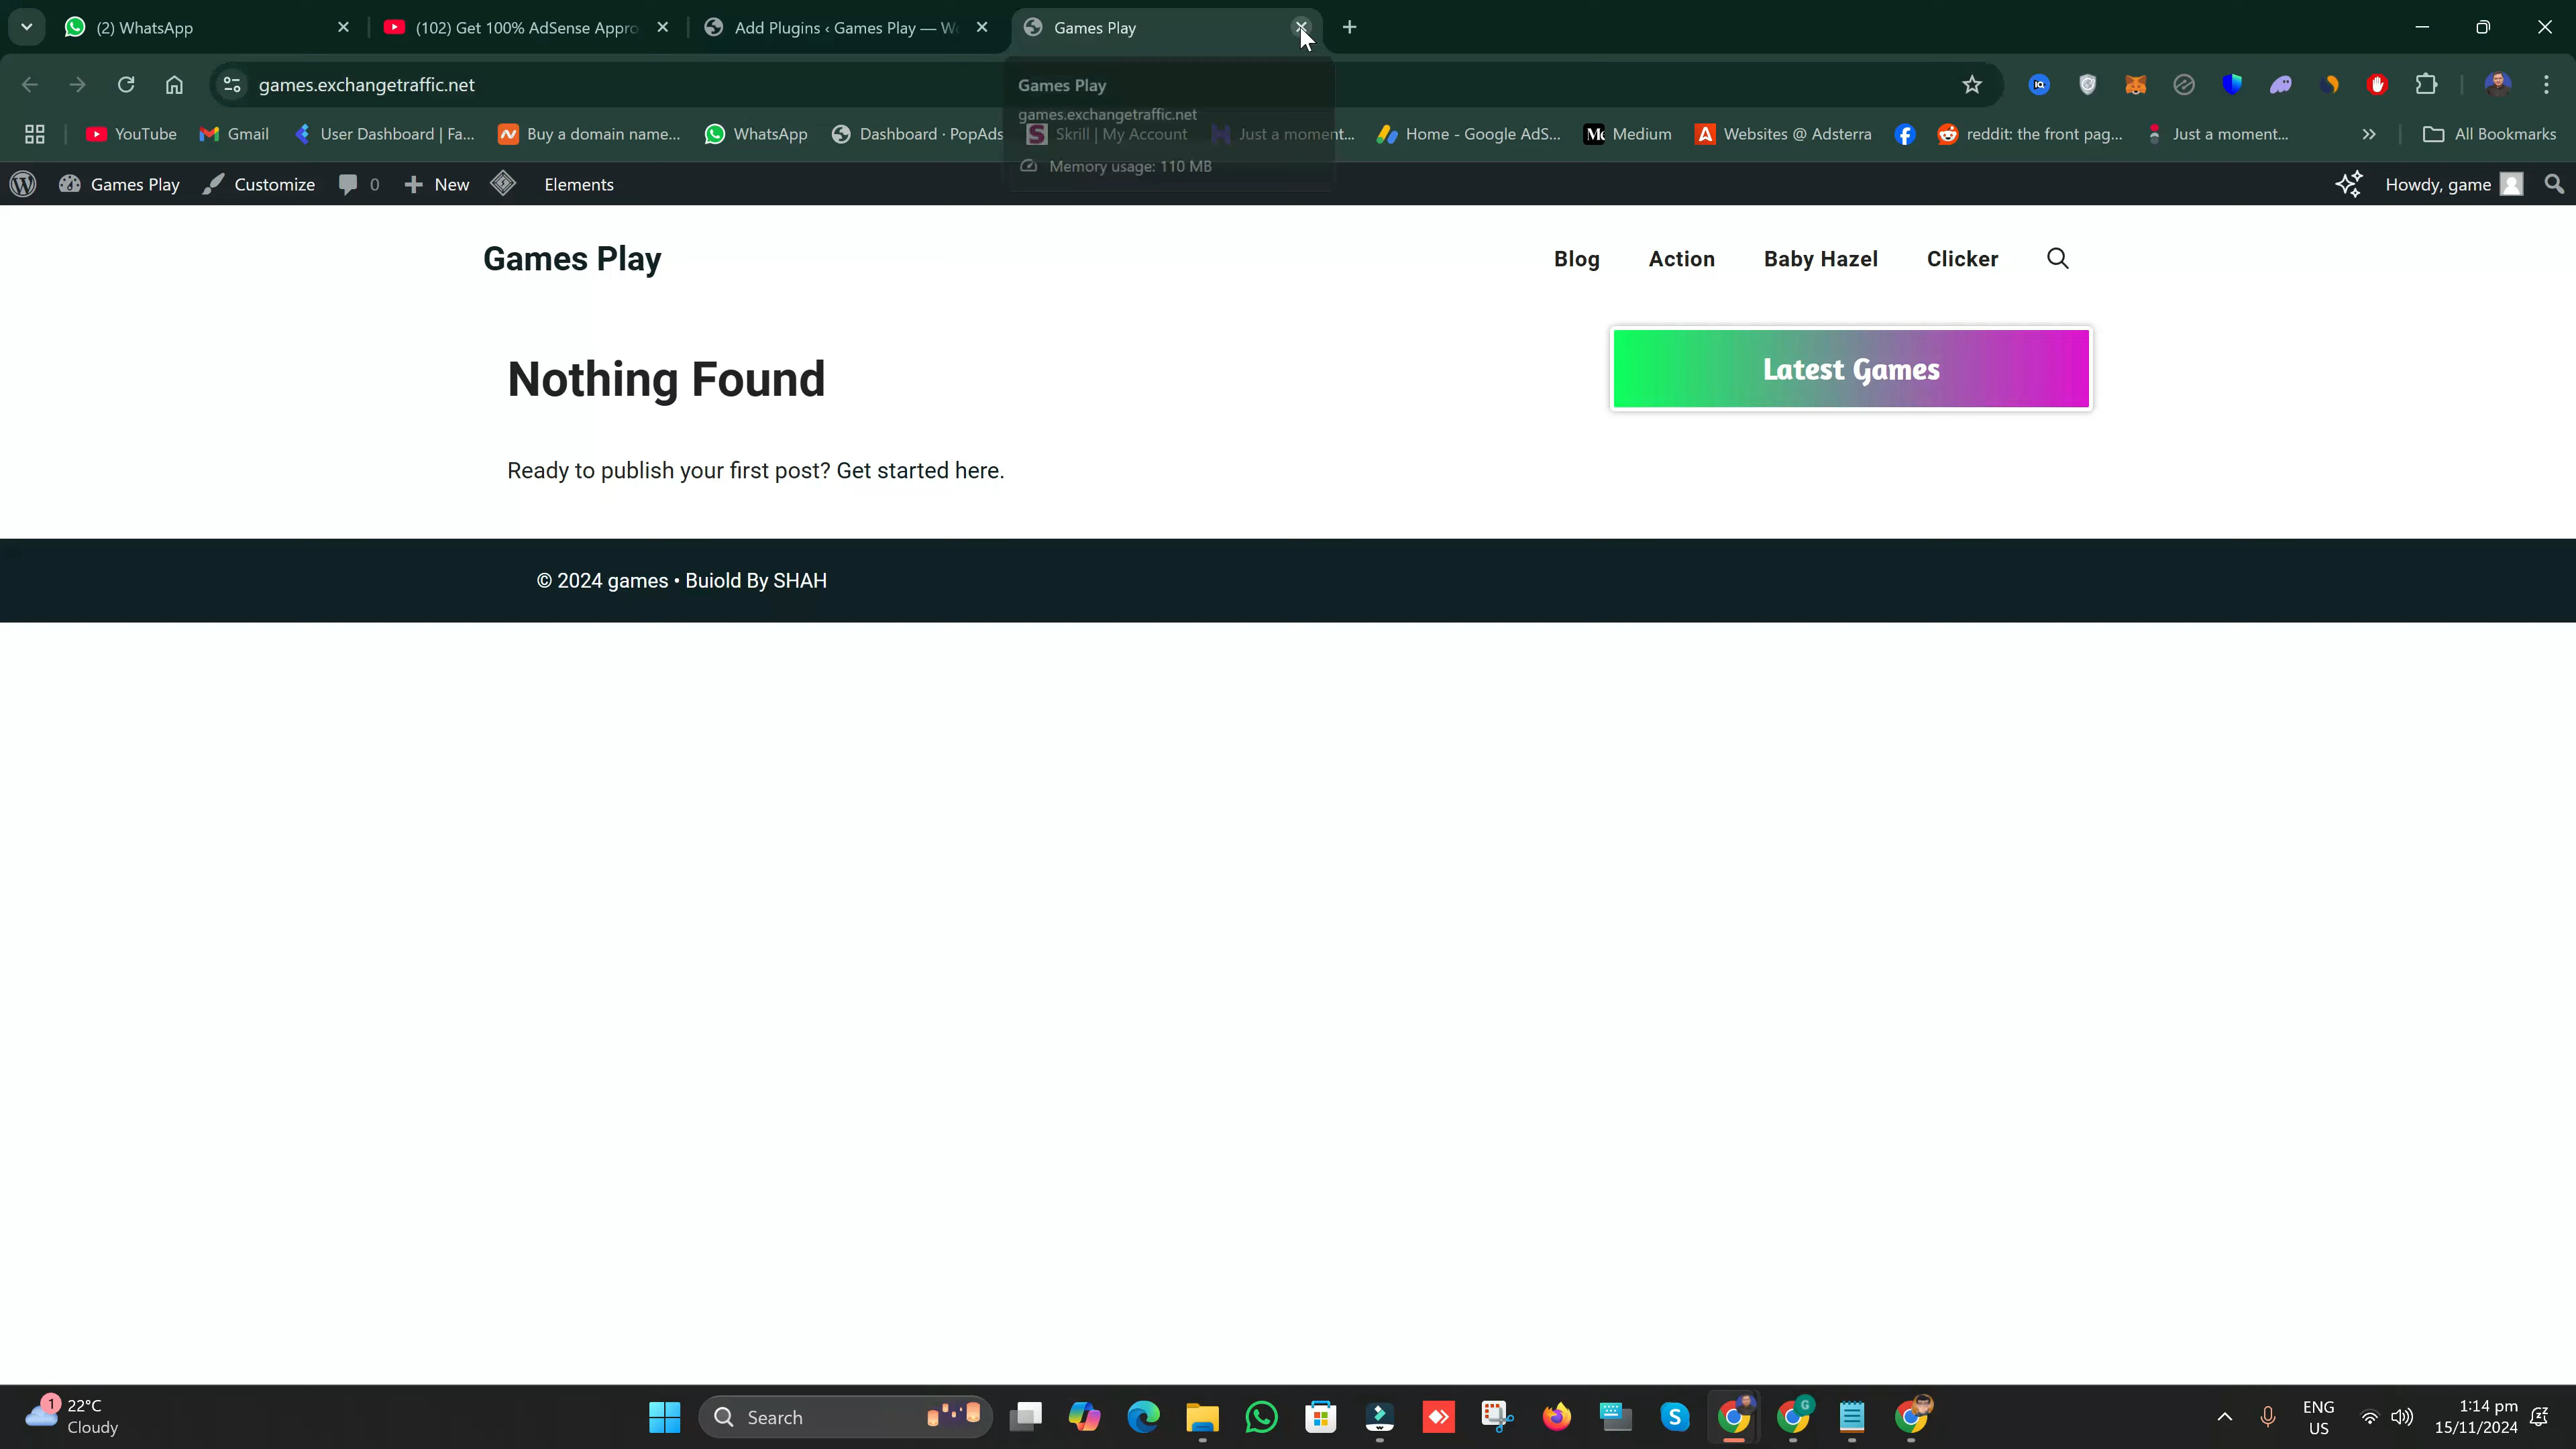 (2) WhatsApp
(102) Get 100% AdSense Appro
Add Plugins ‹ Games Play — W
Games Play
games.exchangetraffic.net
Games Play
games.exchangetraffic.net
Memory usage: 110 MB
YouTube
Gmail
User Dashboard | Fa...
Buy a domain name...
WhatsApp
Dashboard · PopAds
Skrill | My Account
Just a moment...
Home - Google AdS...
Medium
Websites @ Adsterra
reddit: the front pag...
Just a moment...
All Bookmarks
Games Play
Customize
0
New
Elements
Howdy, game
Games Play
Blog
Action
Baby Hazel
Clicker
Nothing Found
Latest Games
Ready to publish your first post? Get started here.
© 2024 games • Buiold By SHAH
1
22°C
Cloudy
Search
ENG
US
1:14 pm
15/11/2024